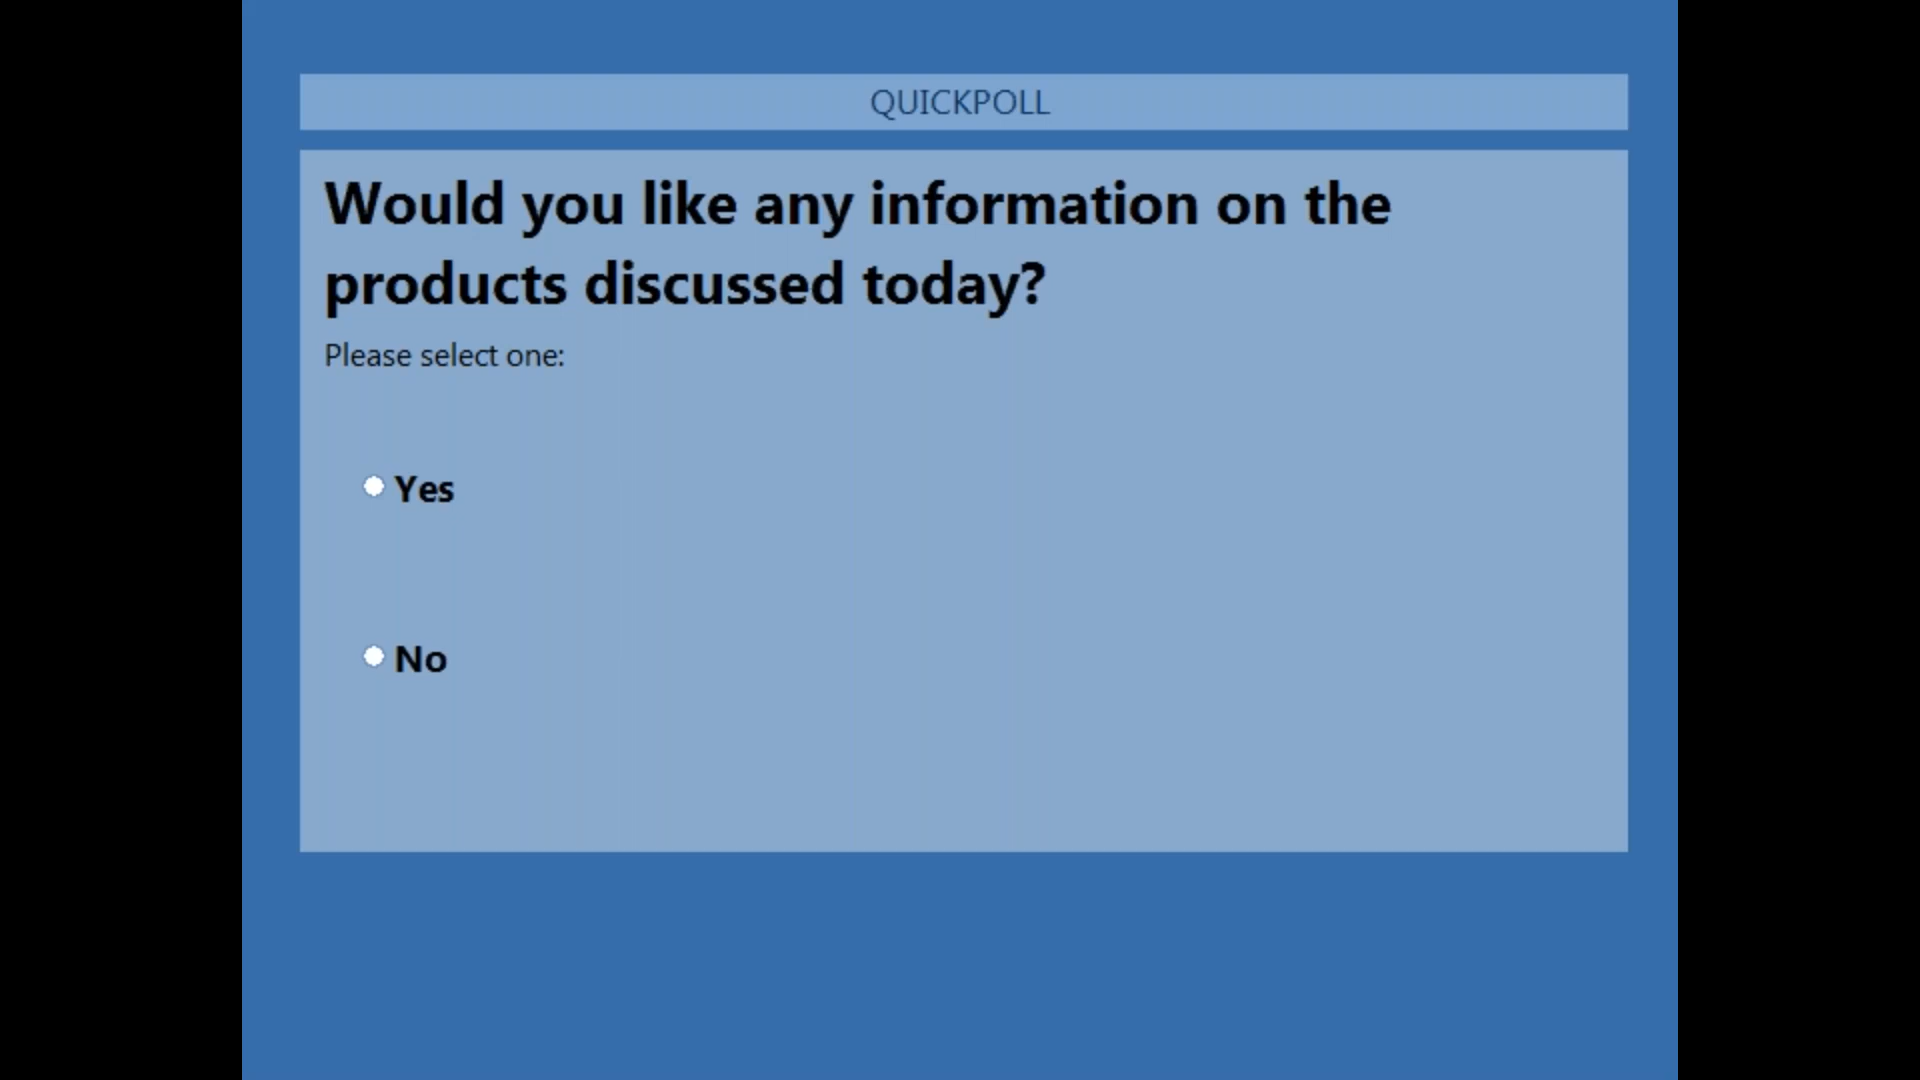 QUICKPOLL
Would you like any information on the
products discussed today?
Please select one:
Yes
No